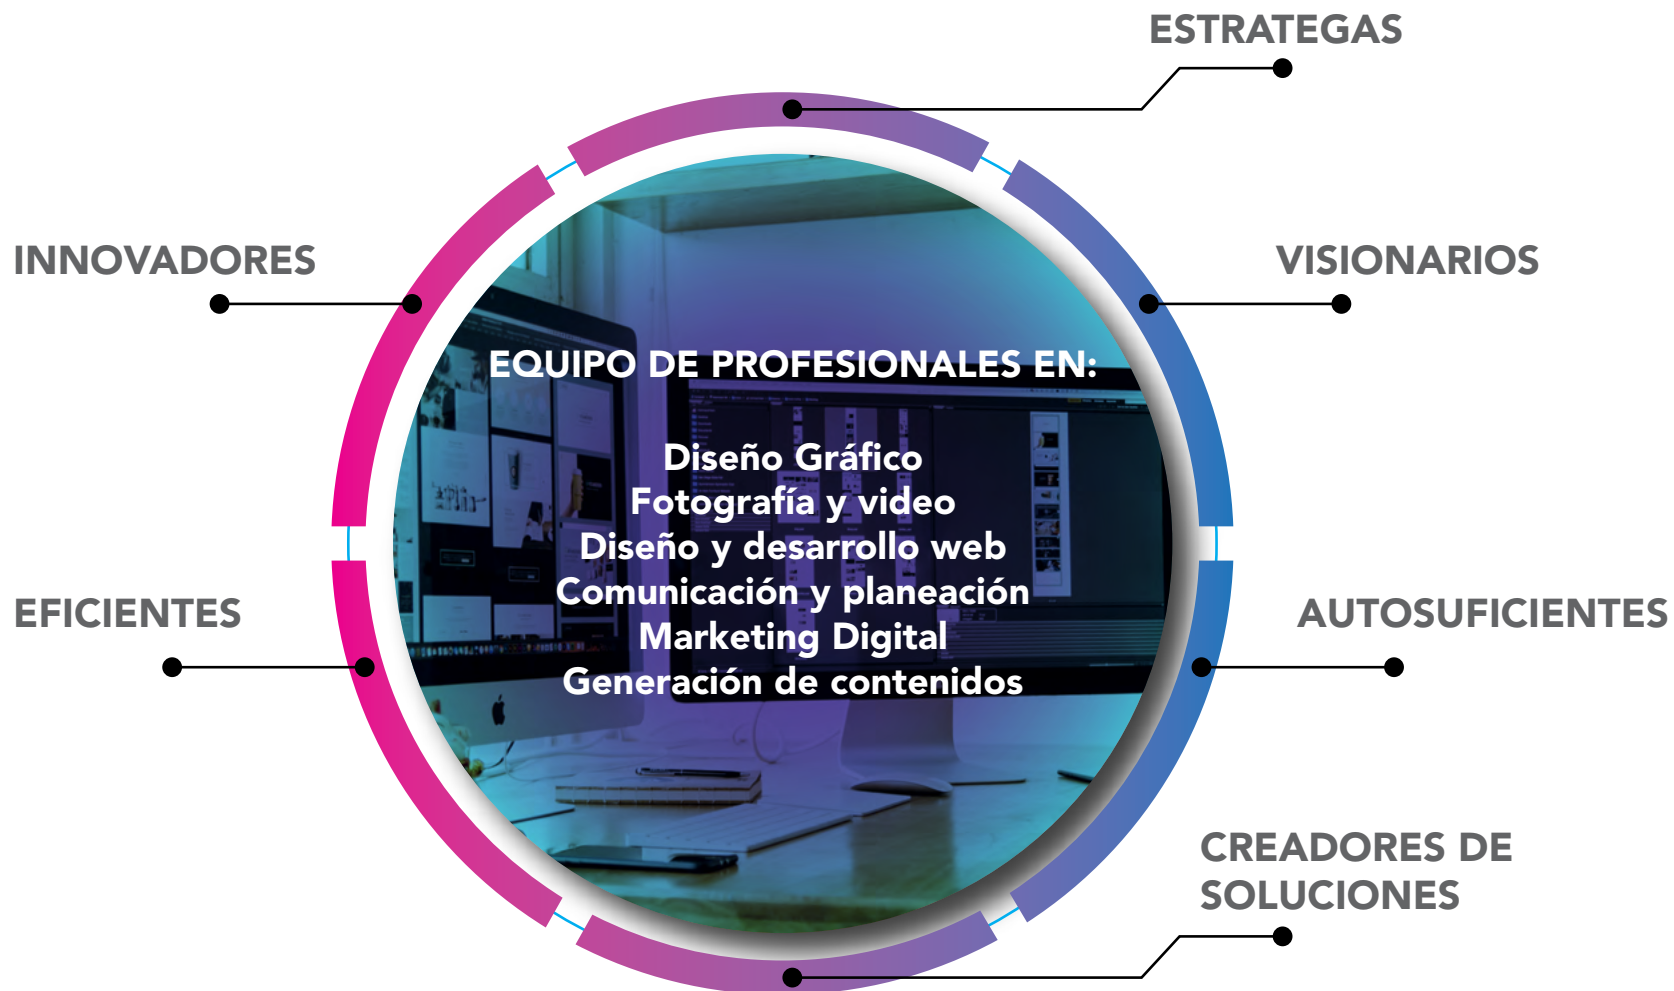 ESTRATEGAS
INNOVADORES
VISIONARIOS
EQUIPO DE PROFESIONALES EN:
Diseño Gráfico
Fotografía y video
Diseño y desarrollo web
Comunicación y planeación
Marketing Digital
Generación de contenidos
EFICIENTES
AUTOSUFICIENTES
CREADORES DE
SOLUCIONES